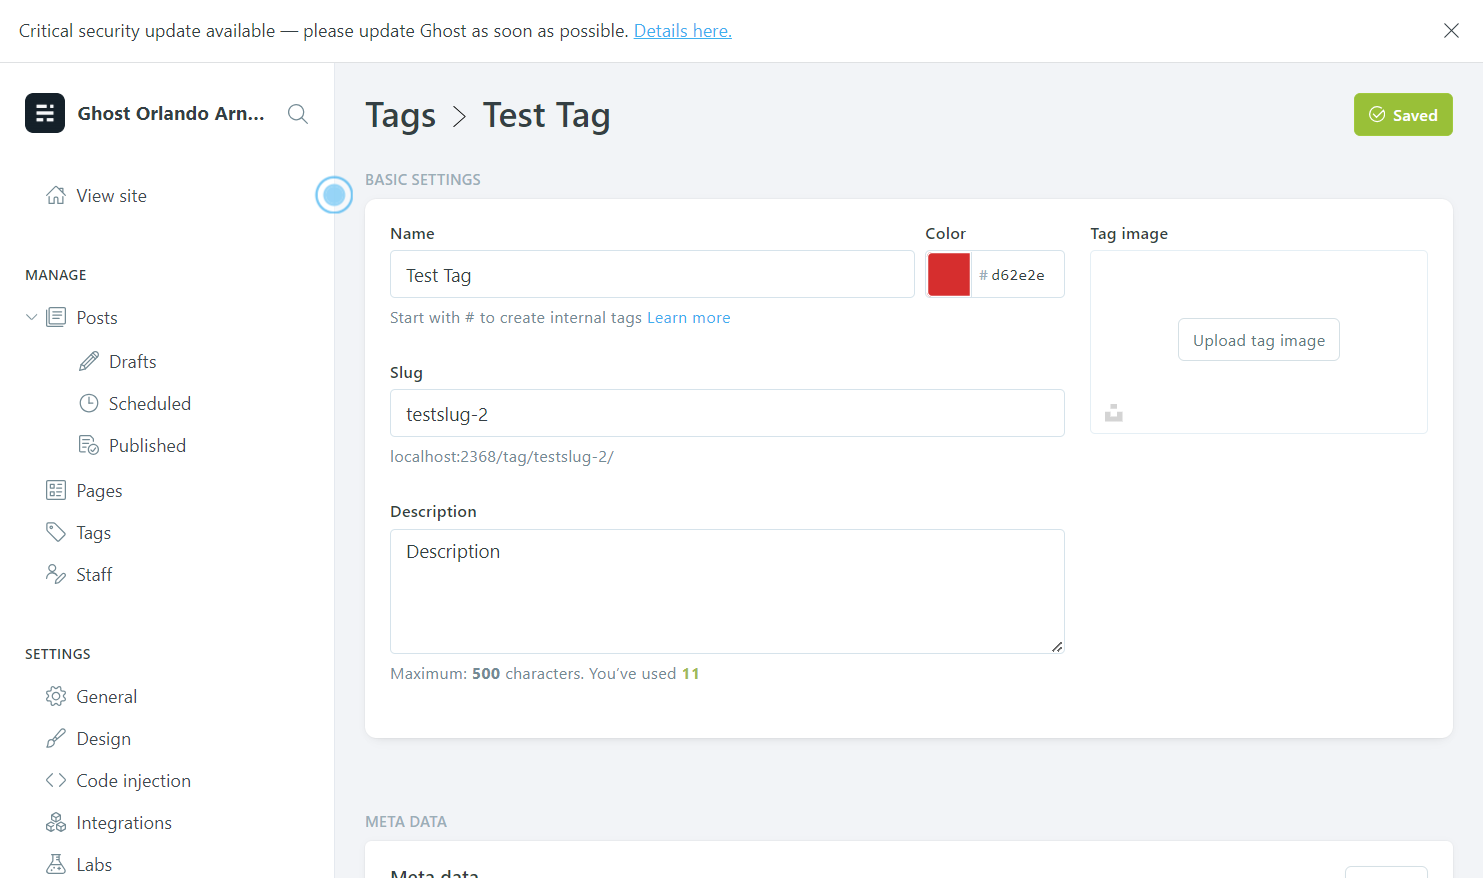 Critical security update available — please update Ghost as soon as possible. Details here.
Ghost Orlando Arn...
View site
MANAGE
Posts
Drafts
Scheduled
Published
Pages
Tags
Staff
SETTINGS
General
Design
Code injection
Integrations
Labs
Tags > Test Tag
Saved
BASIC SETTINGS
Name
Test Tag
Start with # to create internal tags Learn more
Color
# d62e2e
Slug
testslug-2
localhost:2368/tag/testslug-2/
Description
Description
Maximum: 500 characters. You’ve used 11
Tag image
Upload tag image
META DATA
Meta data